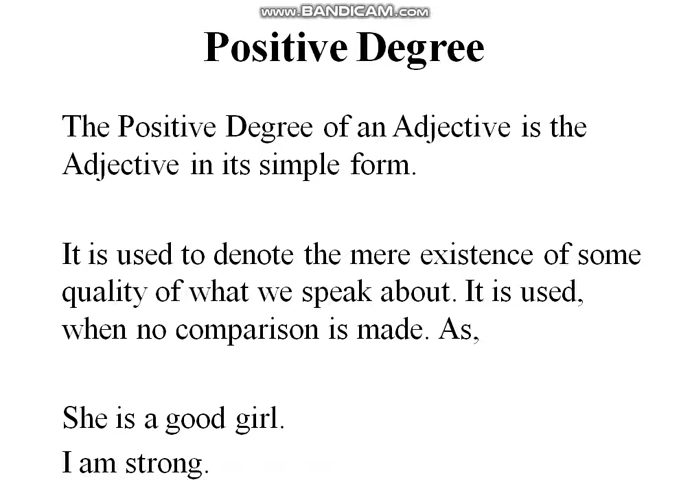 www.BANDICAM.com
Positive Degree
The Positive Degree of an Adjective is the
Adjective in its simple form.
It is used to denote the mere existence of some
quality of what we speak about. It is used,
when no comparison is made. As,
She is a good girl.
I am strong.